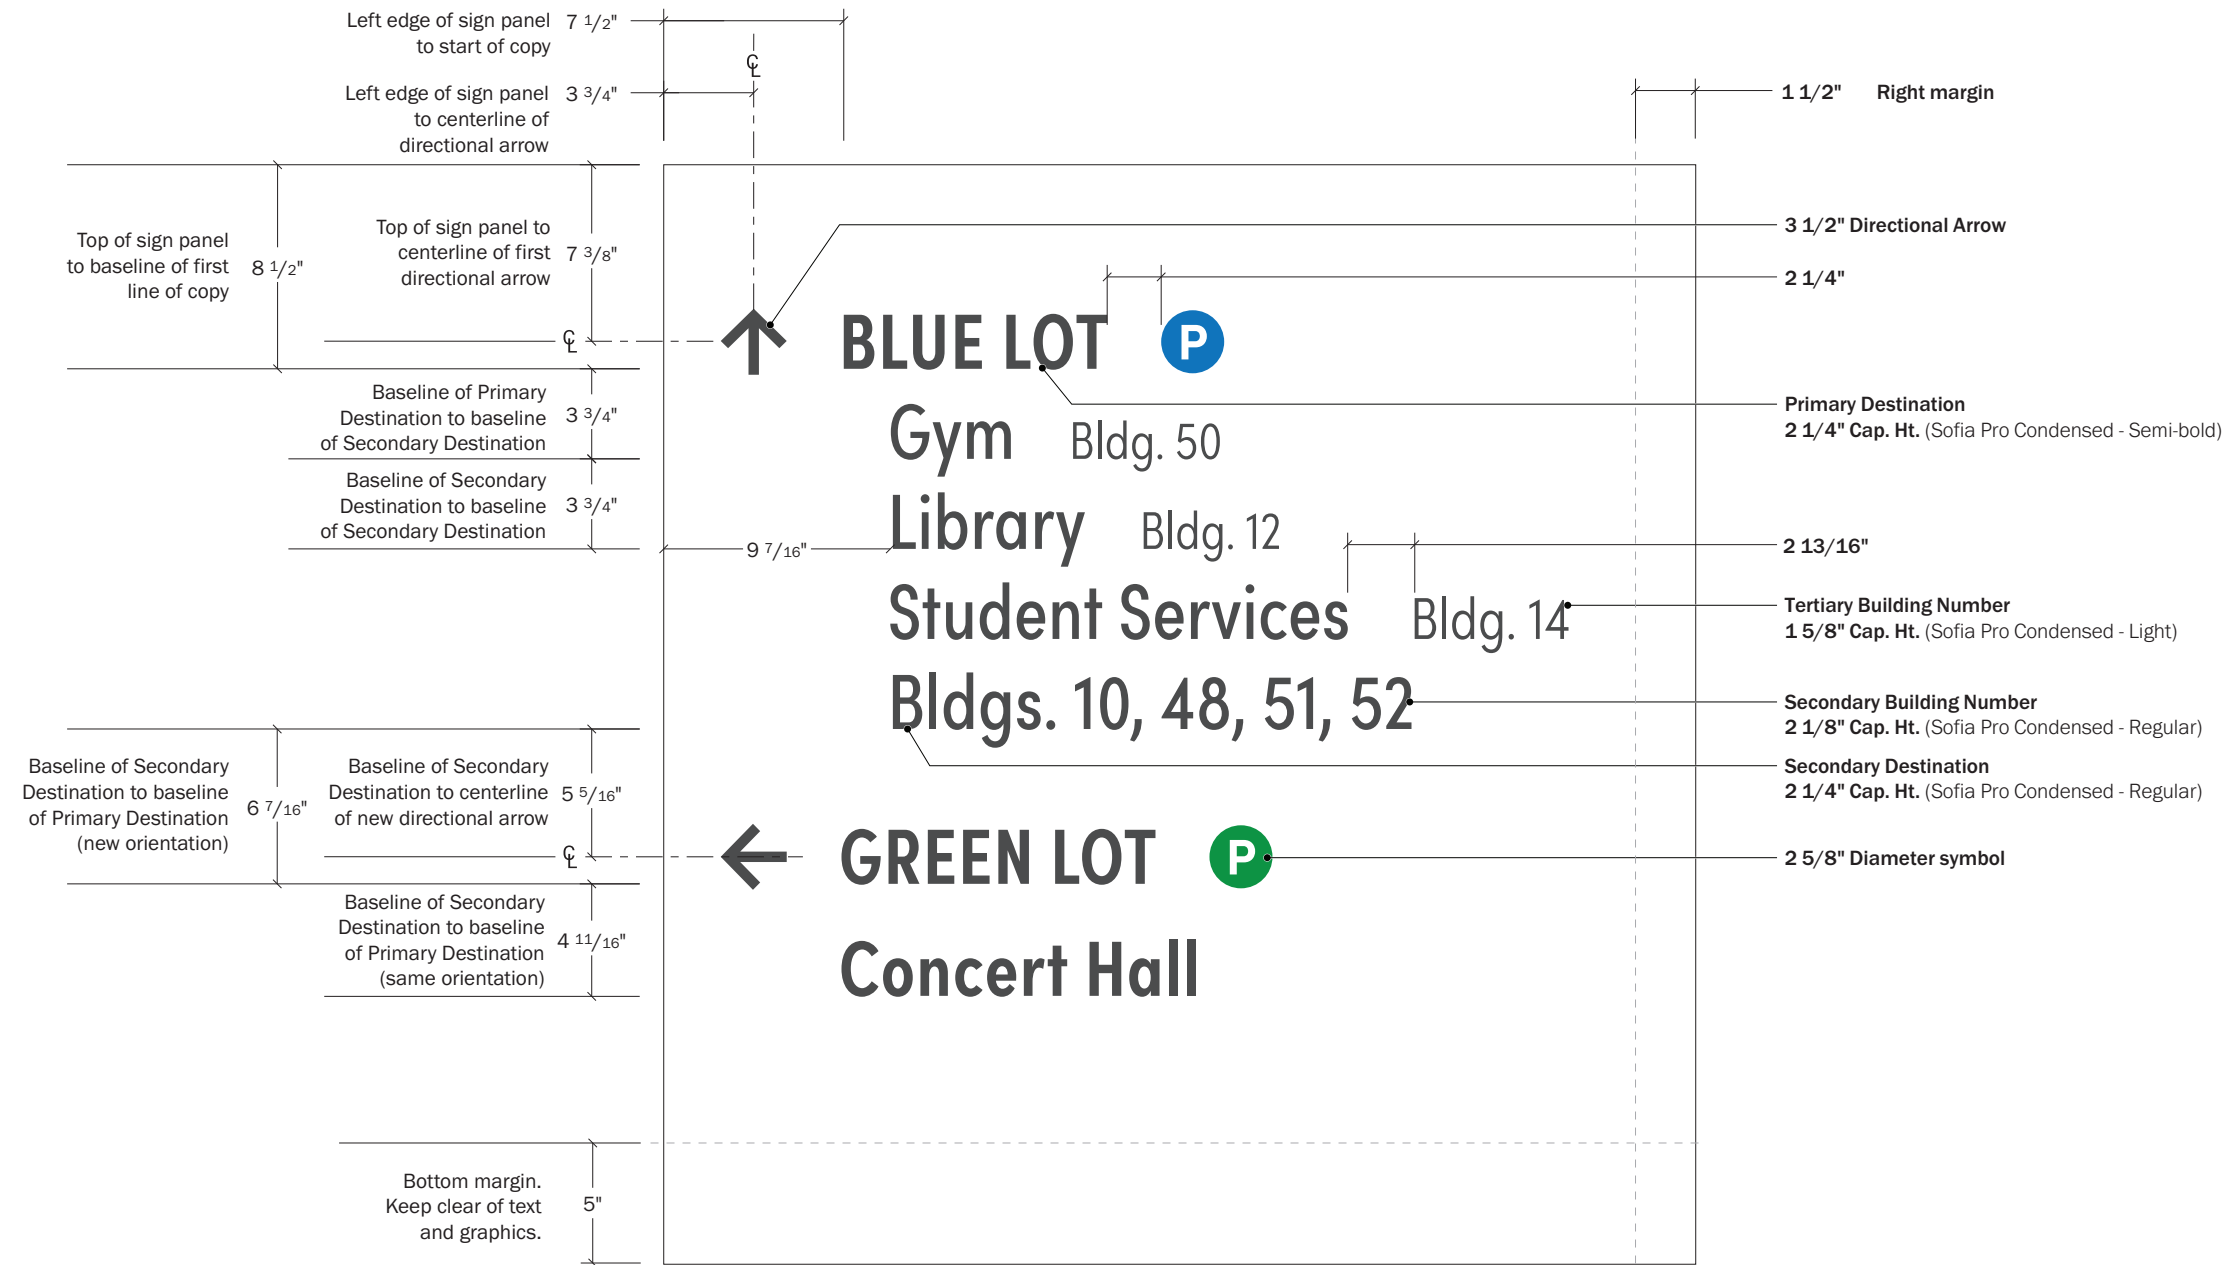 Left edge of sign panel 7 1/2"
to start of copy
℄
Left edge of sign panel 3 3/4"
to centerline of
directional arrow
1 1/2" Right margin
Top of sign panel
to baseline of first
line of copy
8 1/2"
Top of sign panel to
centerline of first
directional arrow
7 3/8"
3 1/2" Directional Arrow
2 1/4"
℄
BLUE LOT P
Baseline of Primary
Destination to baseline
of Secondary Destination
3 3/4"
Primary Destination
2 1/4" Cap. Ht. (Sofia Pro Condensed - Semi-bold)
Gym Bldg. 50
Baseline of Secondary
Destination to baseline
of Secondary Destination
3 3/4"
9 7/16"
Library Bldg. 12
2 13/16"
Student Services Bldg. 14
Tertiary Building Number
1 5/8" Cap. Ht. (Sofia Pro Condensed - Light)
Bldgs. 10, 48, 51, 52
Secondary Building Number
2 1/8" Cap. Ht. (Sofia Pro Condensed - Regular)
Secondary Destination
2 1/4" Cap. Ht. (Sofia Pro Condensed - Regular)
Baseline of Secondary
Destination to baseline
of Primary Destination
(new orientation)
6 7/16"
Baseline of Secondary
Destination to centerline
of new directional arrow
5 5/16"
℄
GREEN LOT P
2 5/8" Diameter symbol
Baseline of Secondary
Destination to baseline
of Primary Destination
(same orientation)
4 11/16"
Concert Hall
Bottom margin.
Keep clear of text
and graphics.
5"